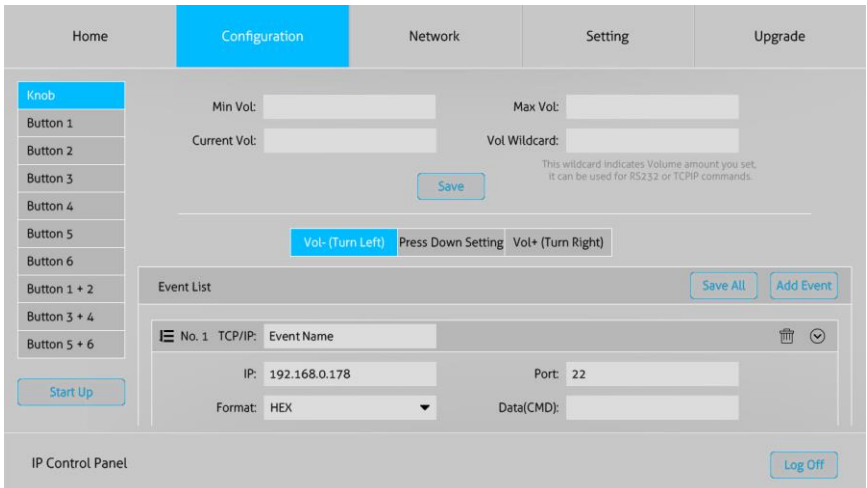 Home Configuration Network Setting Upgrade
Knob
Button 1
Button 2
Button 3
Button 4
Button 5
Button 6
Button 1 + 2
Button 3 + 4
Button 5 + 6
Start Up
Min Vol: Max Vol:
Current Vol: Vol Wildcard:
This wildcard indicates Volume amount you set,
it can be used for RS232 or TCPIP commands.
Save
Vol- (Turn Left) Press Down Setting Vol+ (Turn Right)
Event List Save All Add Event
No. 1 TCP/IP: Event Name
IP: 192.168.0.178 Port: 22
Format: HEX Data(CMD):
IP Control Panel Log Off